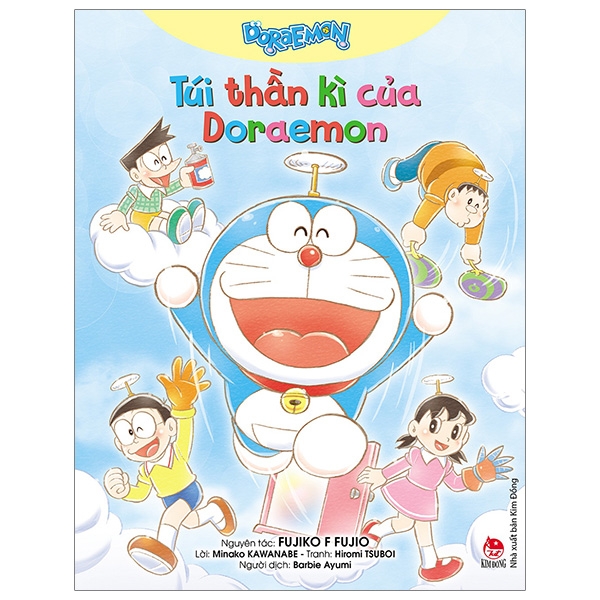 DORAEMON
Túi thần kì của
Doraemon
Nguyên tác: FUJIKO F FUJIO
Lời: Minako KAWANABE - Tranh: Hiromi TSUBOI
Người dịch: Barbie Ayumi
Nhà xuất bản Kim Đồng
KIM ĐỒNG